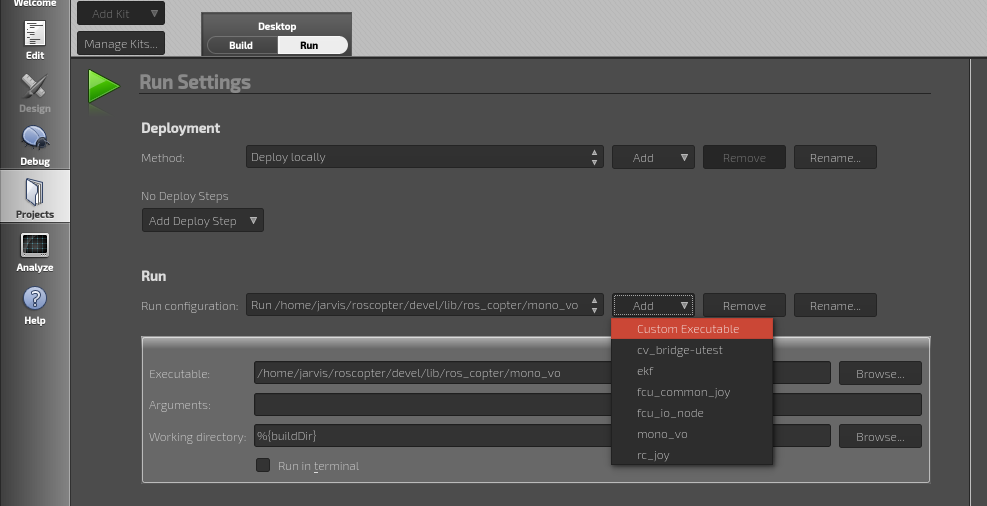 Welcome
Add Kit
Manage Kits...
Desktop
Build
Run
Edit
Design
Debug
Projects
Analyze
Help
Run Settings
Deployment
Method:
Deploy locally
Add
Remove
Rename...
No Deploy Steps
Add Deploy Step
Run
Run configuration:
Run /home/jarvis/roscopter/devel/lib/ros_copter/mono_vo
Add
Remove
Rename...
Custom Executable
cv_bridge-utest
ekf
fcu_common_joy
fcu_io_node
mono_vo
rc_joy
Executable:
/home/jarvis/roscopter/devel/lib/ros_copter/mono_vo
Browse...
Arguments:
Working directory:
%{buildDir}
Browse...
Run in terminal